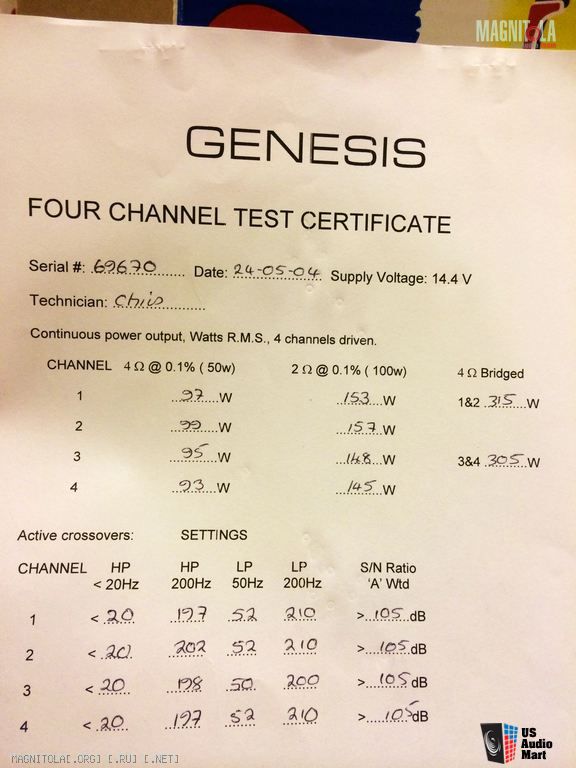 MAGNITOLA
GENESIS
FOUR CHANNEL TEST CERTIFICATE
Serial #: 69670 Date: 24-05-04 Supply Voltage: 14.4 V
Technician: Chris
Continuous power output, Watts R.M.S., 4 channels driven.
CHANNEL 4 Ω @ 0.1% ( 50w) 2 Ω @ 0.1% ( 100w) 4 Ω Bridged
1 97 W 153 W 1&2 315 W
2 99 W 157 W
3 95 W 148 W 3&4 305 W
4 93 W 145 W
Active crossovers: SETTINGS
CHANNEL HP HP LP LP S/N Ratio
< 20Hz 200Hz 50Hz 200Hz 'A' Wtd
1 < 20 197 52 210 > 105 dB
2 < 20 202 52 210 > 105 dB
3 < 20 198 50 200 > 105 dB
4 < 20 197 52 210 > 105 dB
US
Audio
Mart
MAGNITOLA[.ORG] [.RU] [.NET]